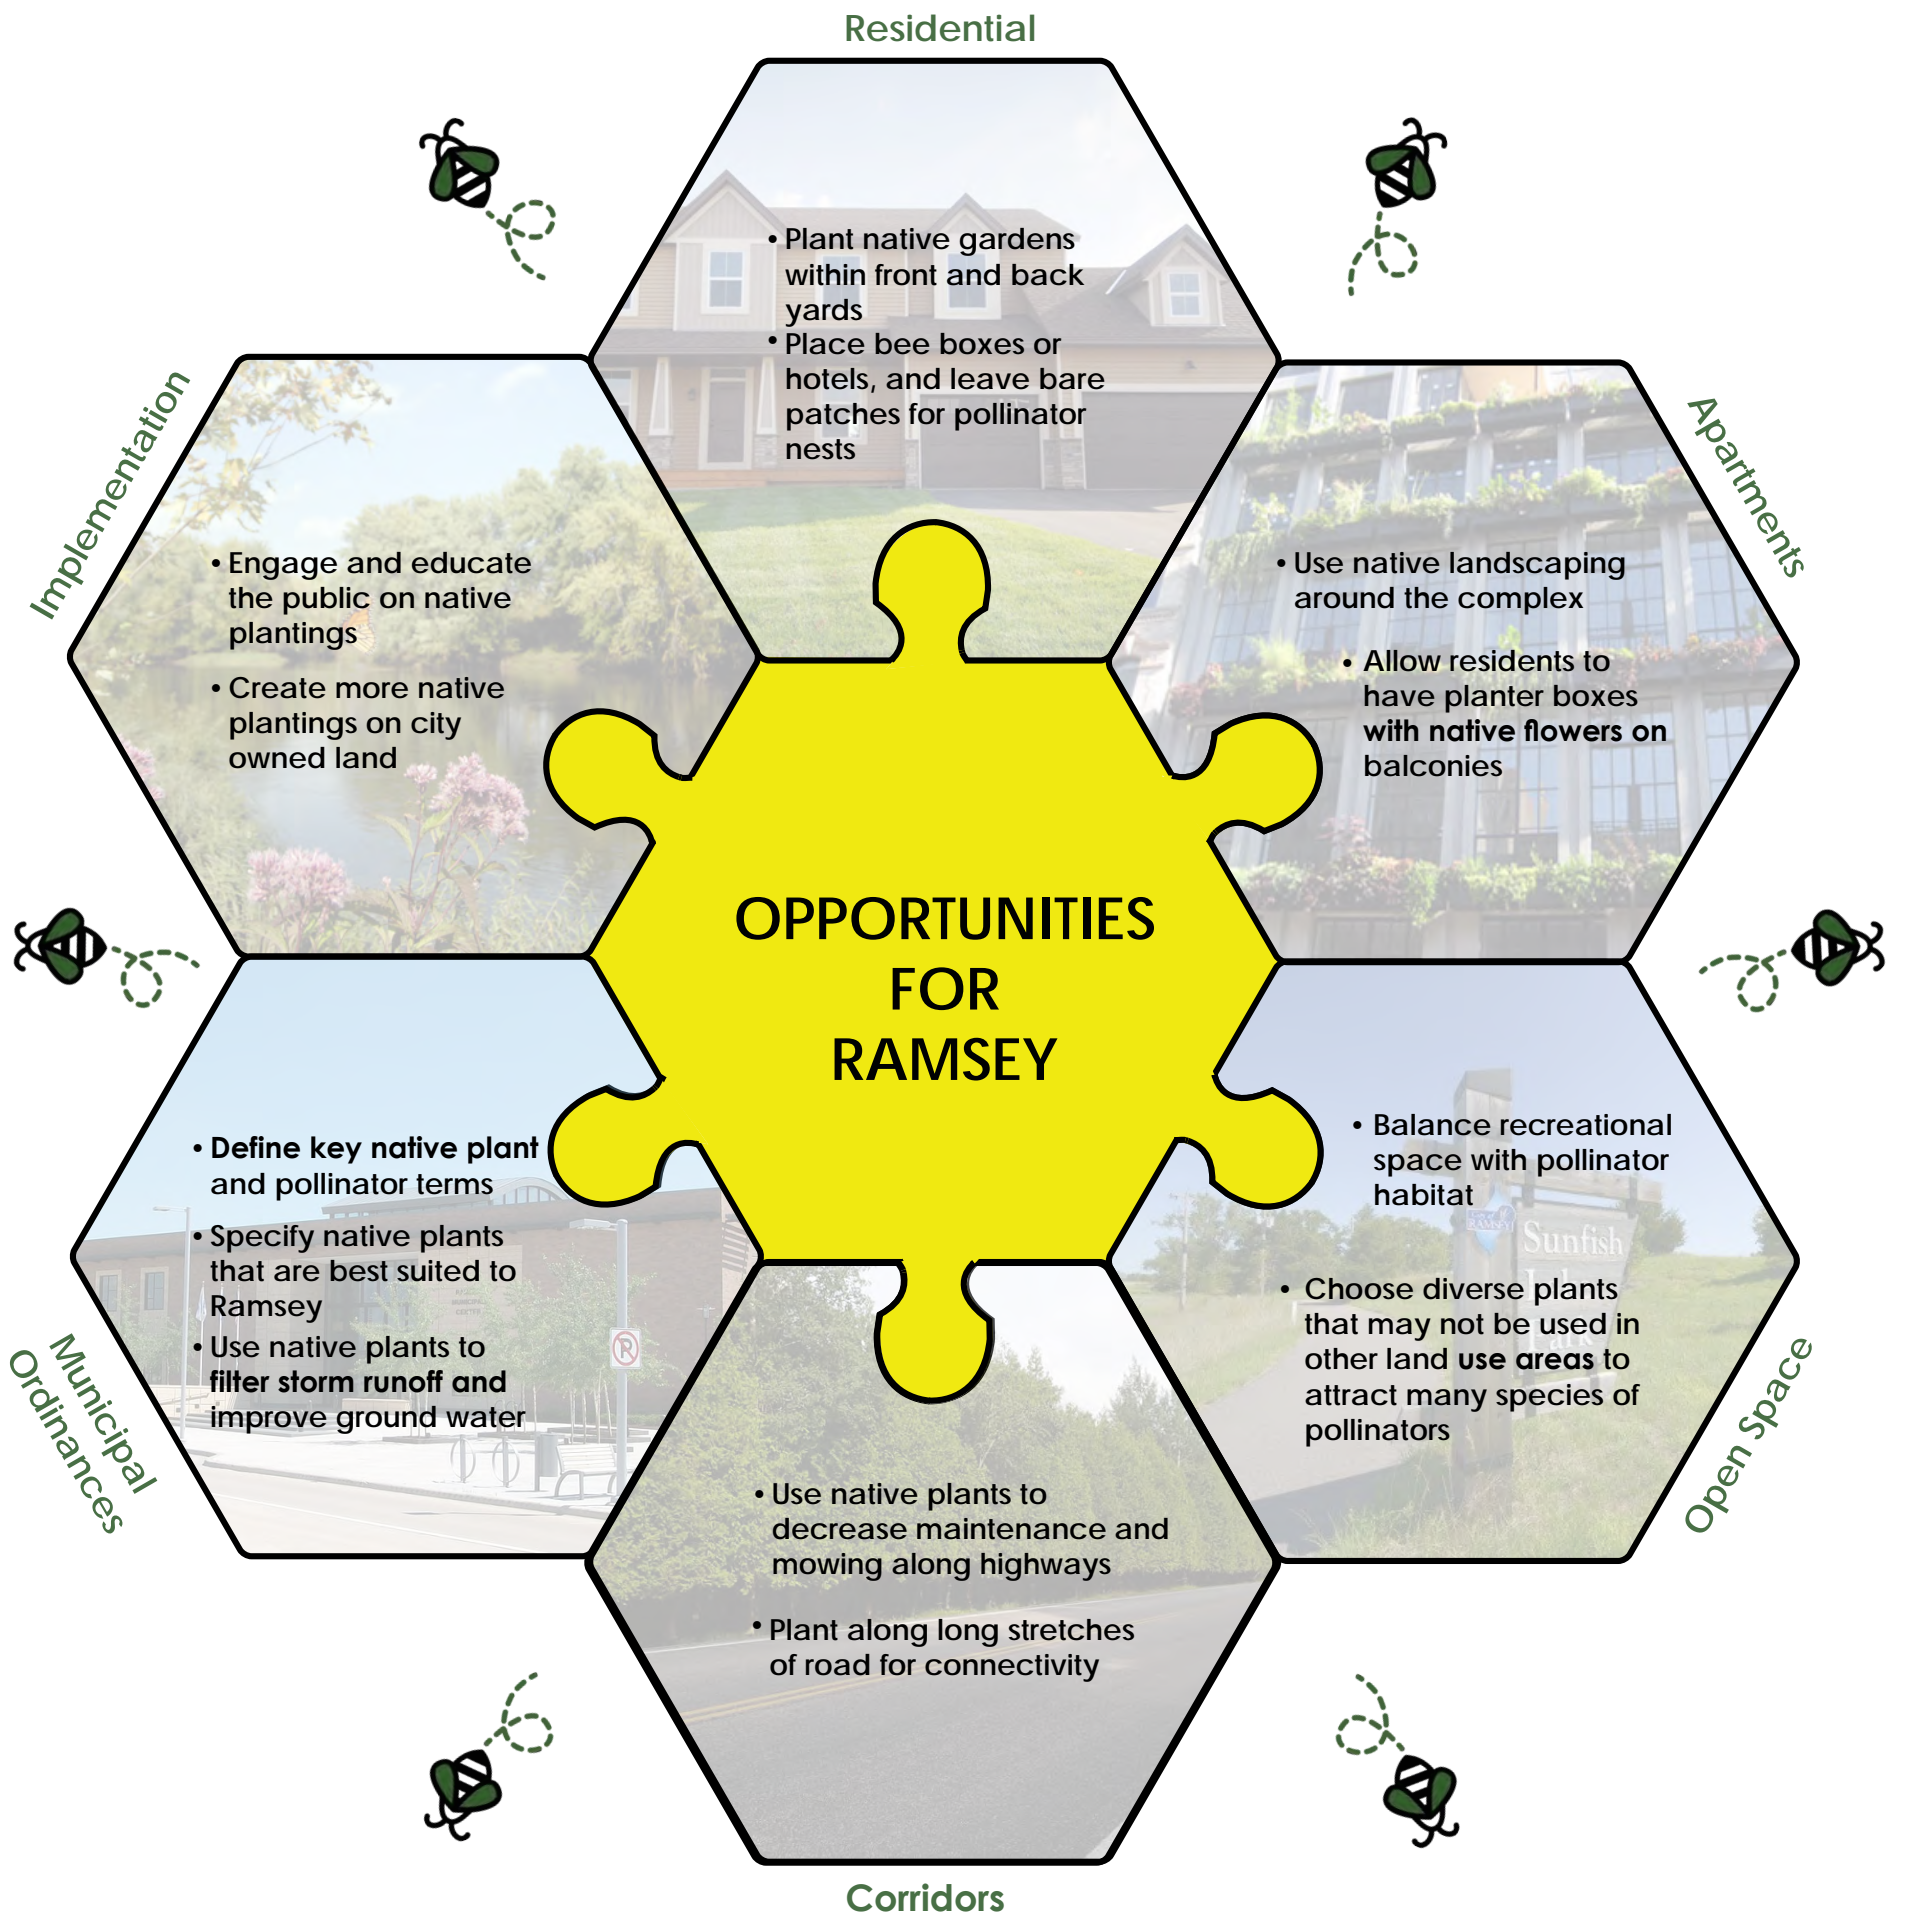 Residential
• Plant native gardens
within front and back
yards
• Place bee boxes or
hotels, and leave bare
patches for pollinator
nests
Apartments
• Use native landscaping
around the complex
• Allow residents to
have planter boxes
with native flowers on
balconies
Open Space
• Balance recreational
space with pollinator
habitat
• Choose diverse plants
that may not be used in
other land use areas to
attract many species of
pollinators
RAMSEY
Sunfish
Park
Corridors
• Use native plants to
decrease maintenance and
mowing along highways
• Plant along long stretches
of road for connectivity
Municipal
Ordinances
• Define key native plant
and pollinator terms
• Specify native plants
that are best suited to
Ramsey
• Use native plants to
filter storm runoff and
improve ground water
P
Implementation
• Engage and educate
the public on native
plantings
• Create more native
plantings on city
owned land
OPPORTUNITIES
FOR
RAMSEY